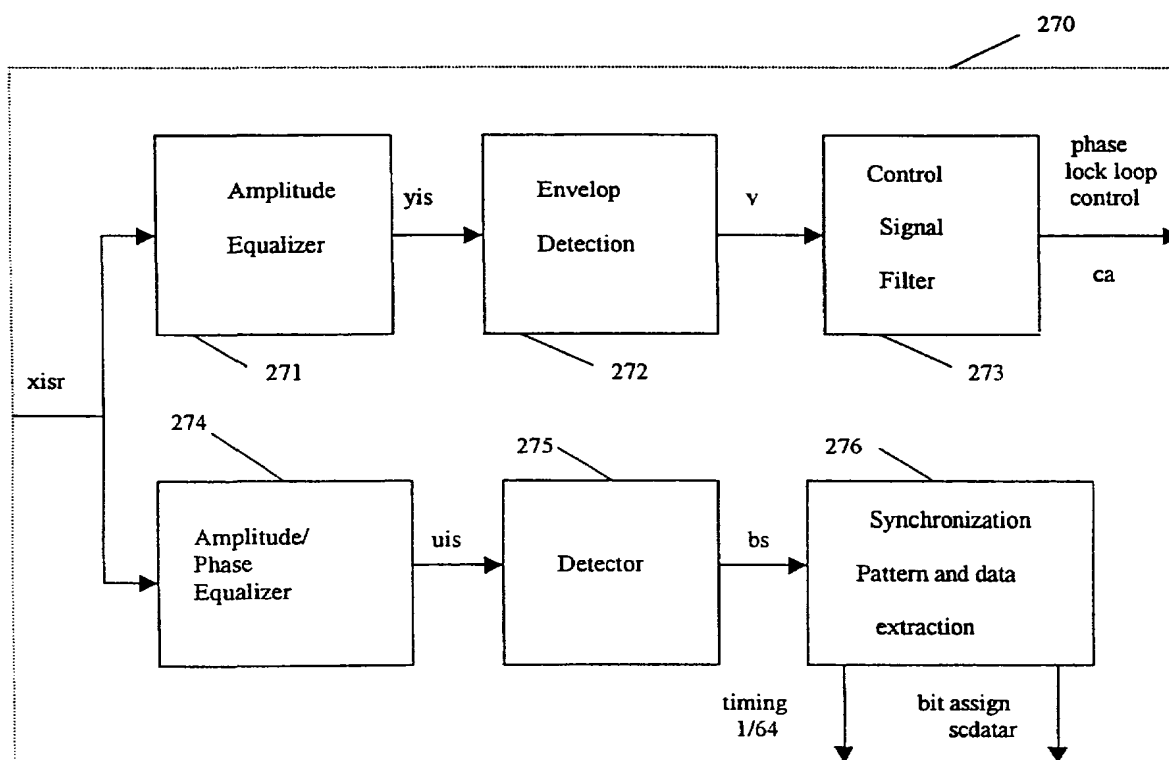 270
Amplitude
Equalizer
yis
Envelop
Detection
v
Control
Signal
Filter
phase
lock loop
control
ca
271
272
273
xisr
274
275
276
Amplitude/
Phase
Equalizer
uis
Detector
bs
Synchronization
Pattern and data
extraction
timing
1/64
bit assign
scdatar